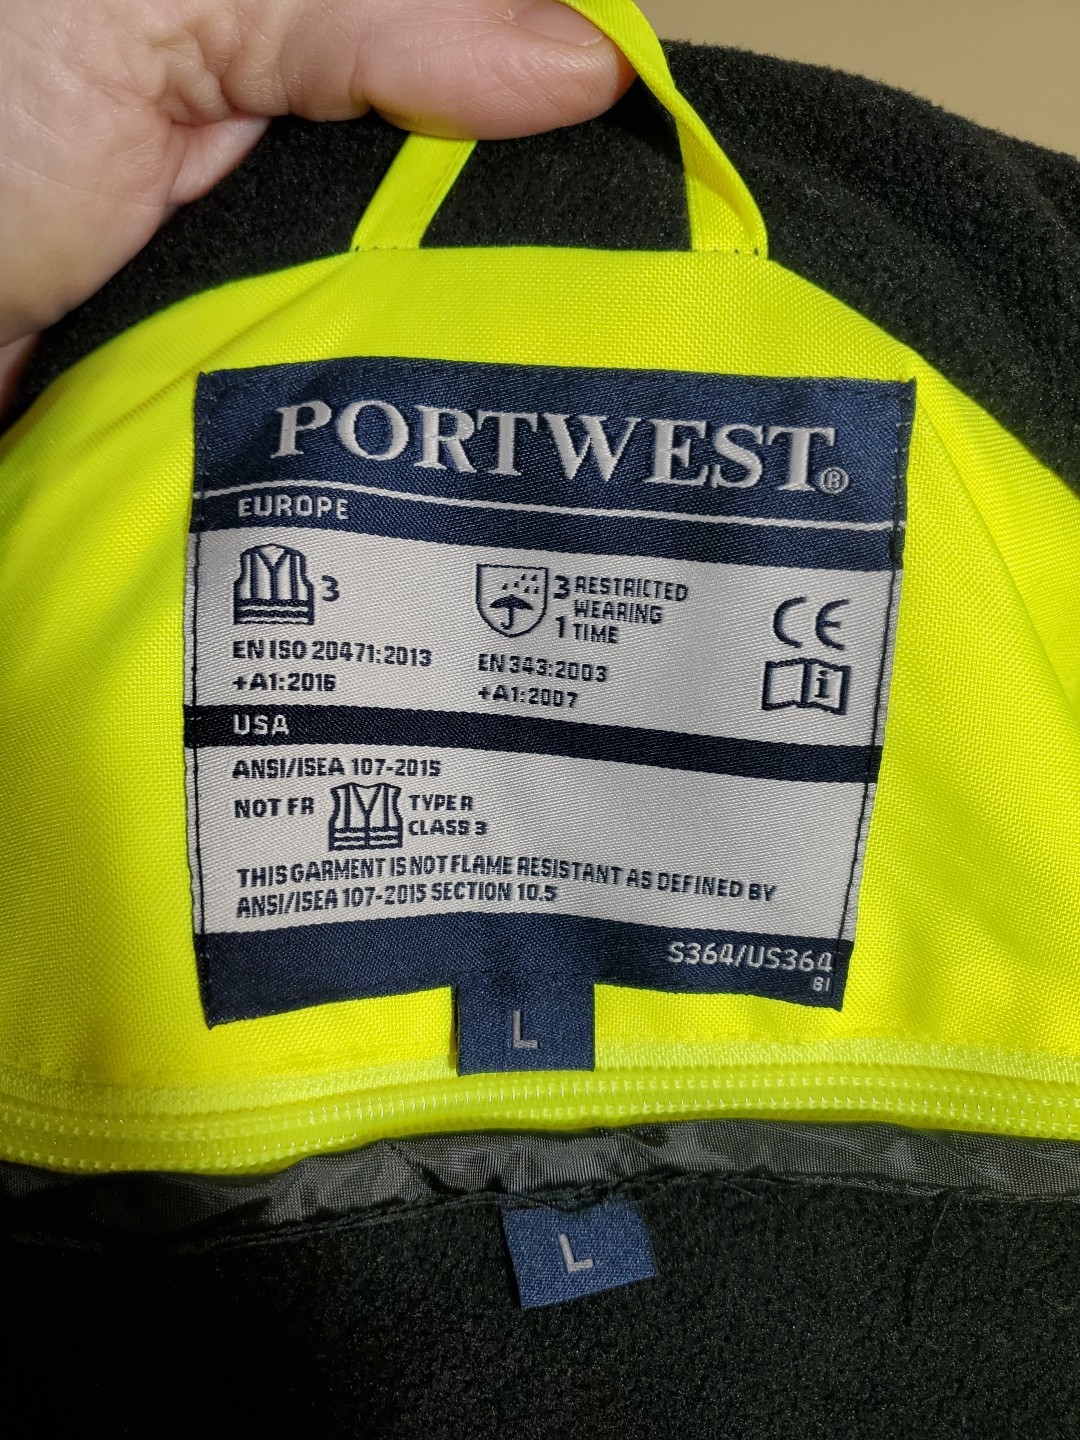 PORTWEST®
EUROPE
3
EN ISO 20471:2013
+A1:2016
3 RESTRICTED
WEARING
1 TIME
EN 343:2003
+A1:2007
CE
i
USA
ANSI/ISEA 107-2015
NOT FR
TYPE R
CLASS 3
THIS GARMENT IS NOT FLAME RESISTANT AS DEFINED BY
ANSI/ISEA 107-2015 SECTION 10.5
S364/US364
L
L